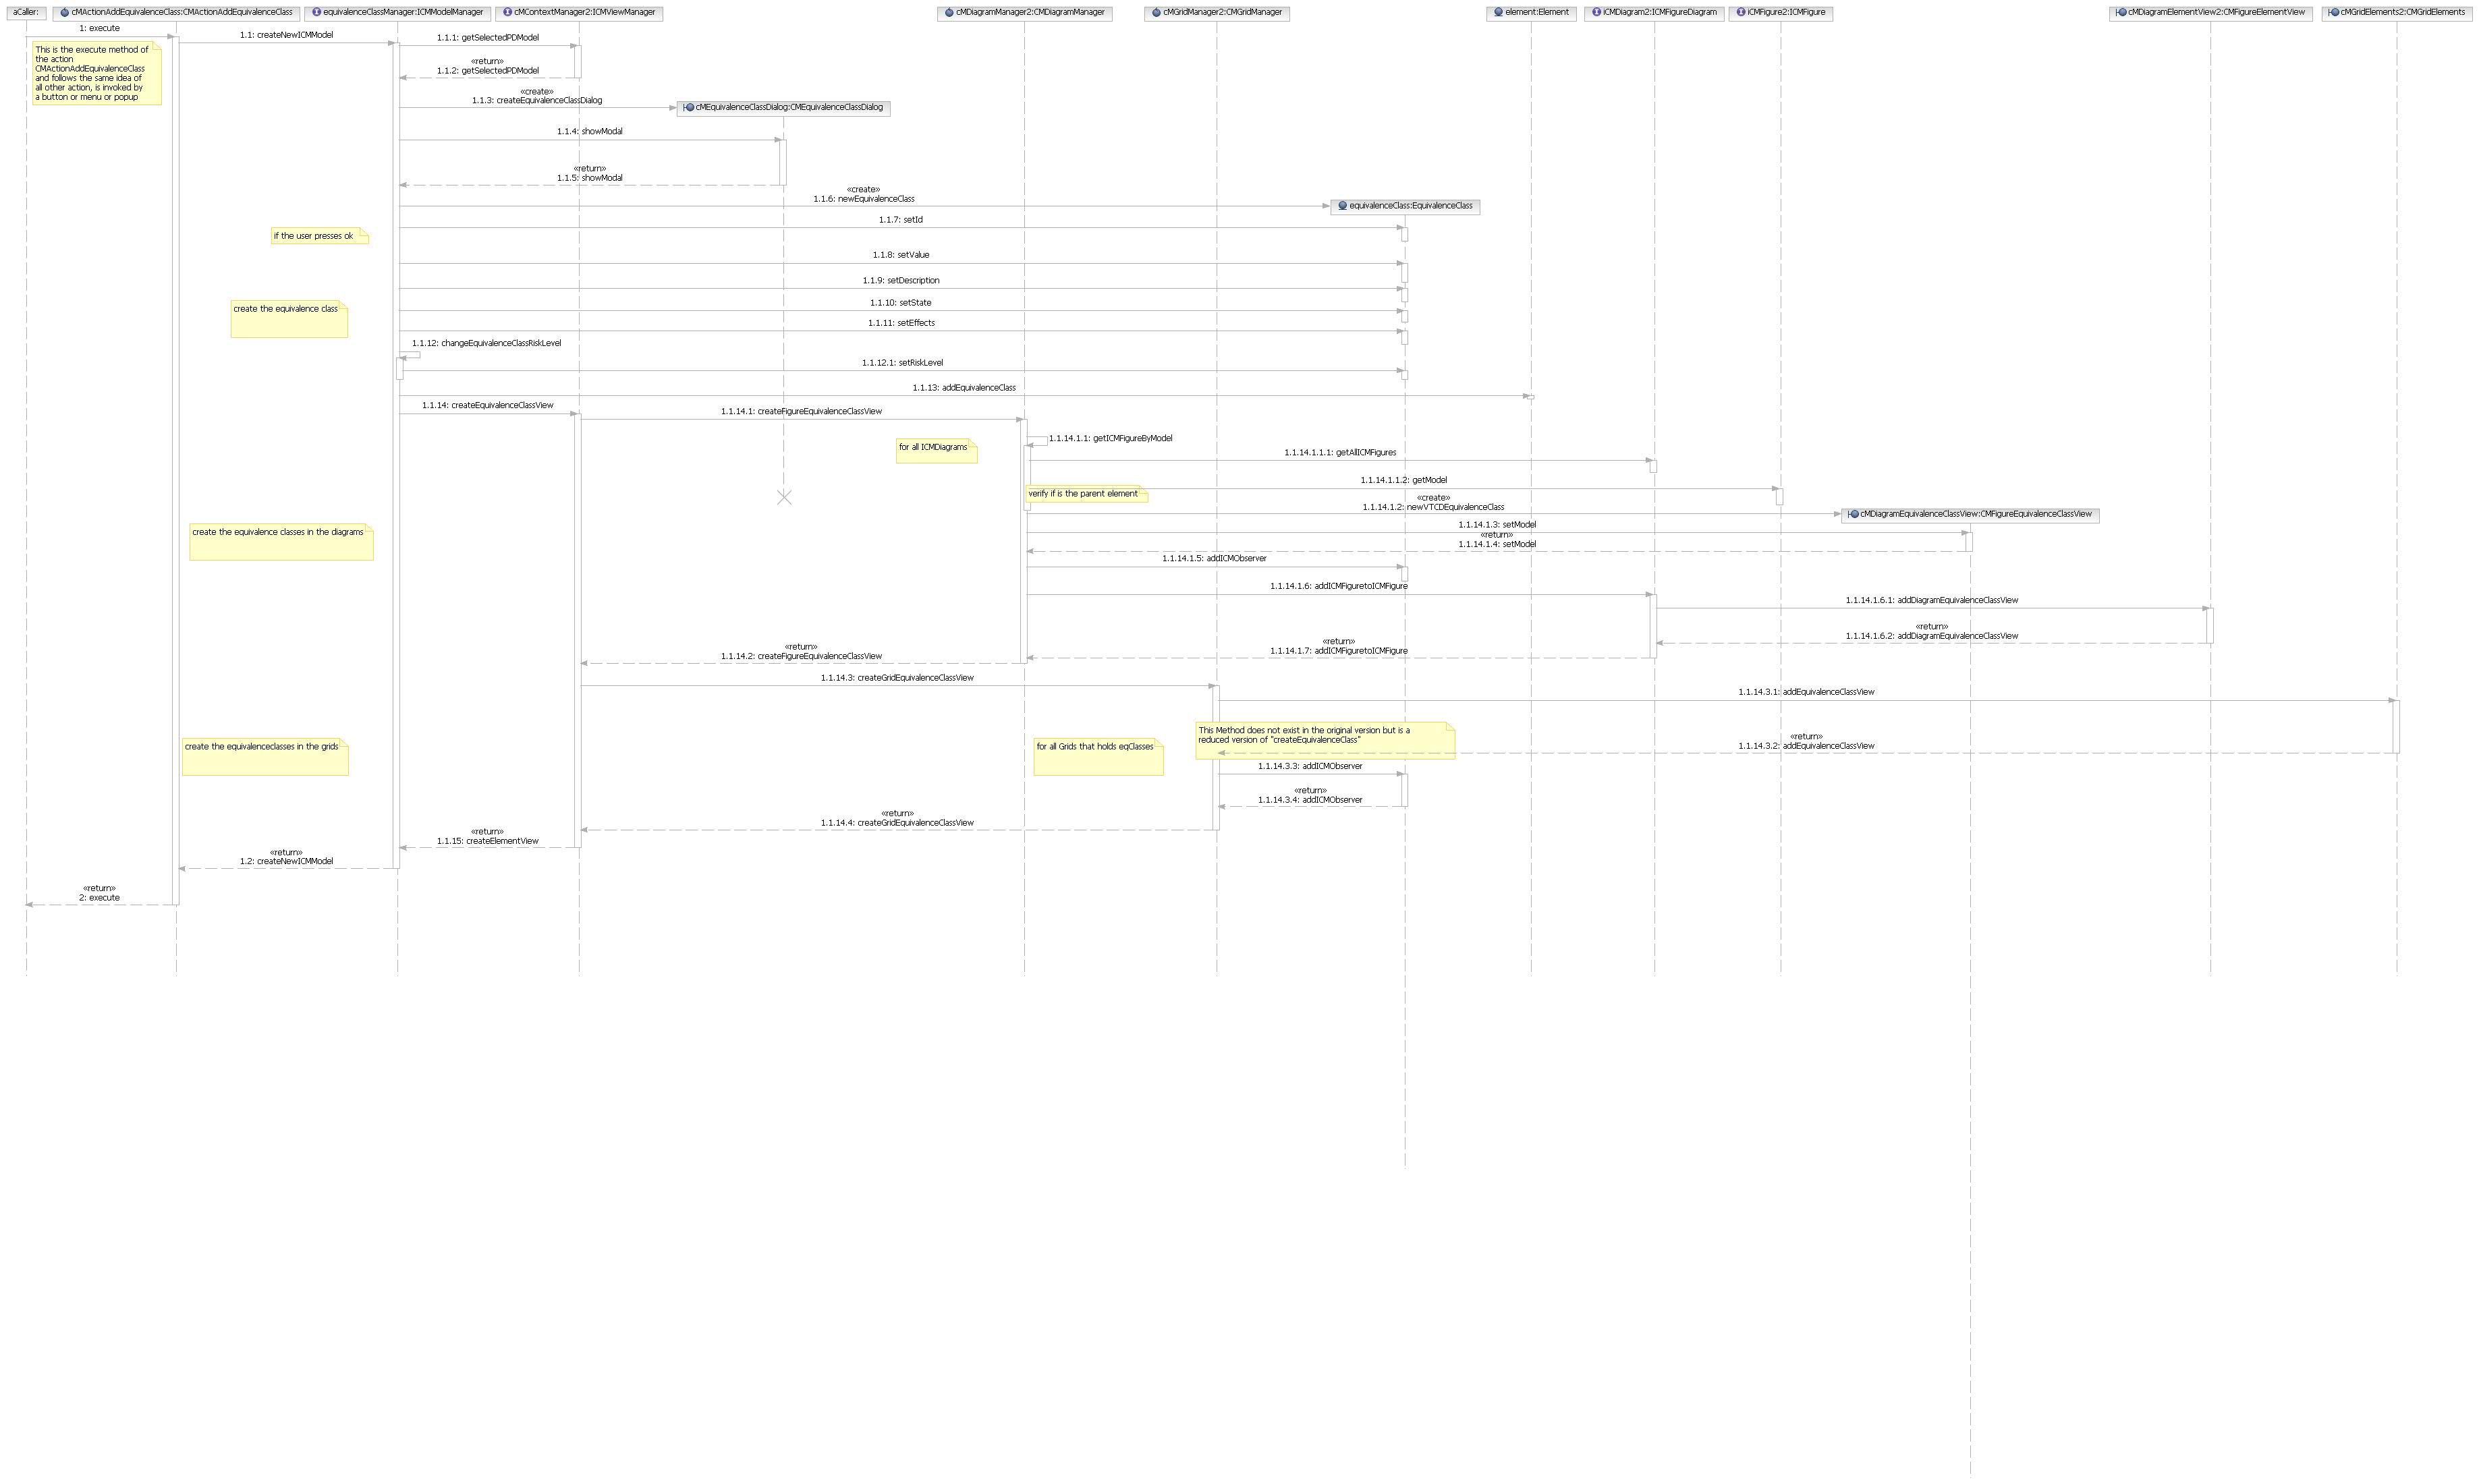 aCaller:
cMActionAddEquivalenceClass:CMActionAddEquivalenceClass
equivalenceClassManager:ICMModelManager
cMContextManager2:ICMViewManager
cMDiagramManager2:CMDiagramManager
cMGridManager2:CMGridManager
element:Element
iCMDiagram2:ICMFigureDiagram
iCMFigure2:ICMFigure
cMDiagramElementView2:CMFigureElementView
cMGridElements2:CMGridElements
1: execute
This is the execute method of
the action
CMActionAddEquivalenceClass
and follows the same idea of
all other action, is invoked by
a button or menu or popup
1.1: createNewICMModel
1.1.1: getSelectedPDModel
«return»
1.1.2: getSelectedPDModel
«create»
1.1.3: createEquivalenceClassDialog
cMEquivalenceClassDialog:CMEquivalenceClassDialog
1.1.4: showModal
«return»
1.1.5: showModal
«create»
1.1.6: newEquivalenceClass
equivalenceClass:EquivalenceClass
1.1.7: setId
if the user presses ok
1.1.8: setValue
1.1.9: setDescription
1.1.10: setState
create the equivalence class
1.1.11: setEffects
1.1.12: changeEquivalenceClassRiskLevel
1.1.12.1: setRiskLevel
1.1.13: addEquivalenceClass
1.1.14: createEquivalenceClassView
1.1.14.1: createFigureEquivalenceClassView
1.1.14.1.1: getICMFigureByModel
for all ICMDiagrams
1.1.14.1.1.1: getAllICMFigures
1.1.14.1.1.2: getModel
verify if is the parent element
«create»
1.1.14.1.2: newVTCDEquivalenceClass
cMDiagramEquivalenceClassView:CMFigureEquivalenceClassView
1.1.14.1.3: setModel
create the equivalence classes in the diagrams
«return»
1.1.14.1.4: setModel
1.1.14.1.5: addICMObserver
1.1.14.1.6: addICMFiguretoICMFigure
1.1.14.1.6.1: addDiagramEquivalenceClassView
«return»
1.1.14.1.6.2: addDiagramEquivalenceClassView
«return»
1.1.14.1.7: addICMFiguretoICMFigure
«return»
1.1.14.2: createFigureEquivalenceClassView
1.1.14.3: createGridEquivalenceClassView
1.1.14.3.1: addEquivalenceClassView
This Method does not exist in the original version but is a
reduced version of "createEquivalenceClass"
create the equivalenceclasses in the grids
for all Grids that holds eqClasses
«return»
1.1.14.3.2: addEquivalenceClassView
1.1.14.3.3: addICMObserver
«return»
1.1.14.3.4: addICMObserver
«return»
1.1.14.4: createGridEquivalenceClassView
«return»
1.1.15: createElementView
«return»
1.2: createNewICMModel
«return»
2: execute